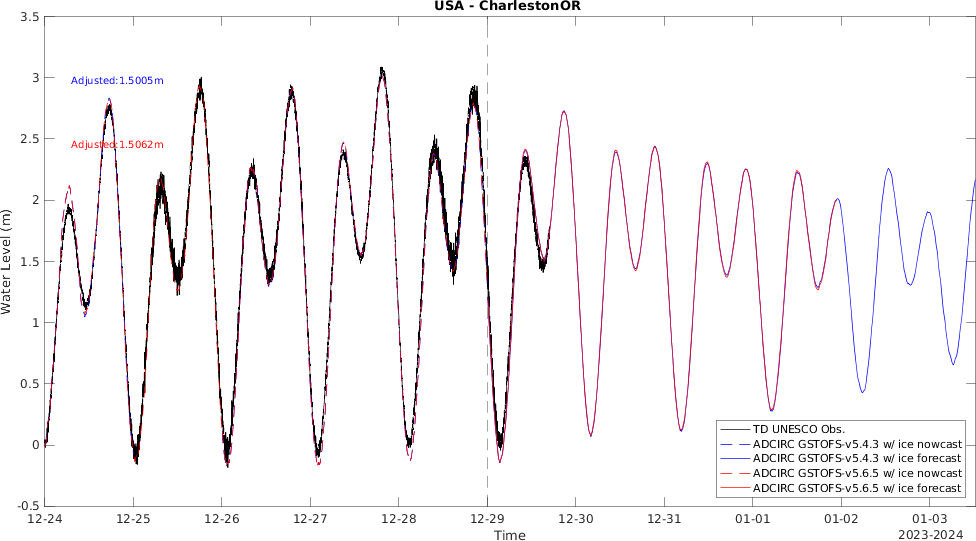 USA - CharlestonOR
3.5
3
2.5
2
1.5
1
0.5
0
-0.5
Water Level (m)
Adjusted:1.5005m
Adjusted:1.5062m
TD UNESCO Obs.
ADCIRC GSTOFS-v5.4.3 w/ ice nowcast
ADCIRC GSTOFS-v5.4.3 w/ ice forecast
ADCIRC GSTOFS-v5.6.5 w/ ice nowcast
ADCIRC GSTOFS-v5.6.5 w/ ice forecast
12-24 12-25 12-26 12-27 12-28 12-29 12-30 12-31 01-01 01-02 01-03
Time
2023-2024